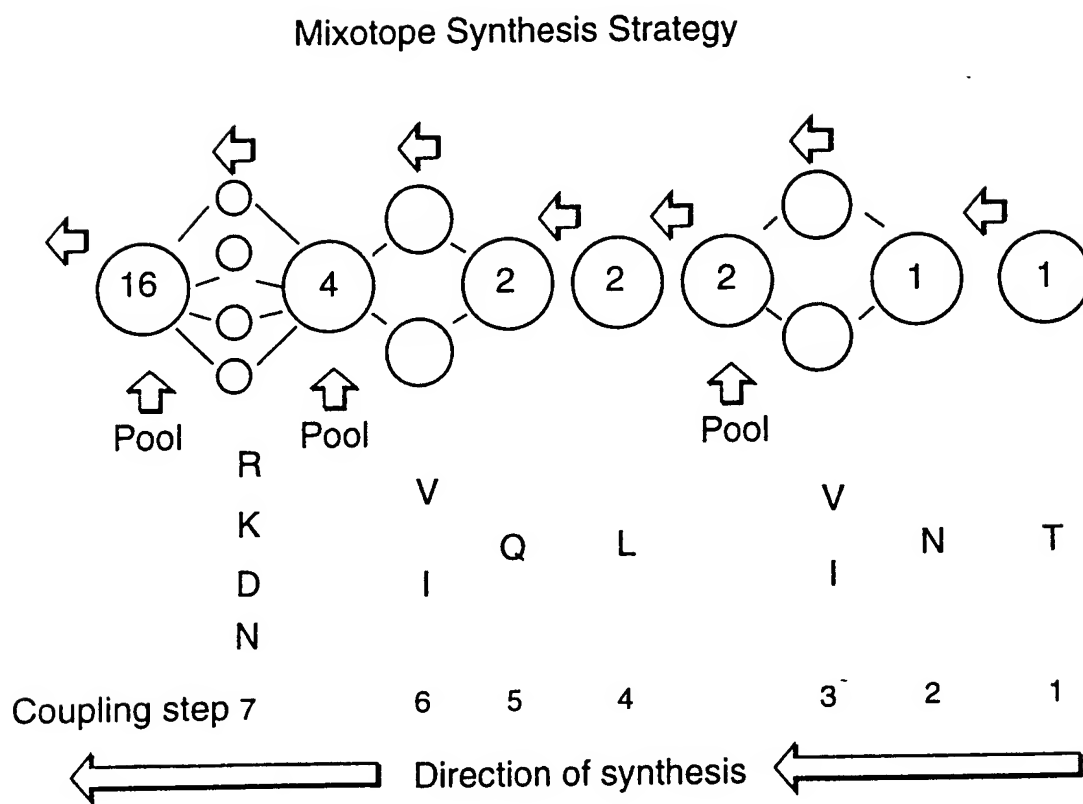 Mixotope Synthesis Strategy
16 4 2 2 2 1 1
Pool Pool Pool
R
V V
K
Q L N T
D I I
N
Coupling step 7 6 5 4 3 2 1
Direction of synthesis